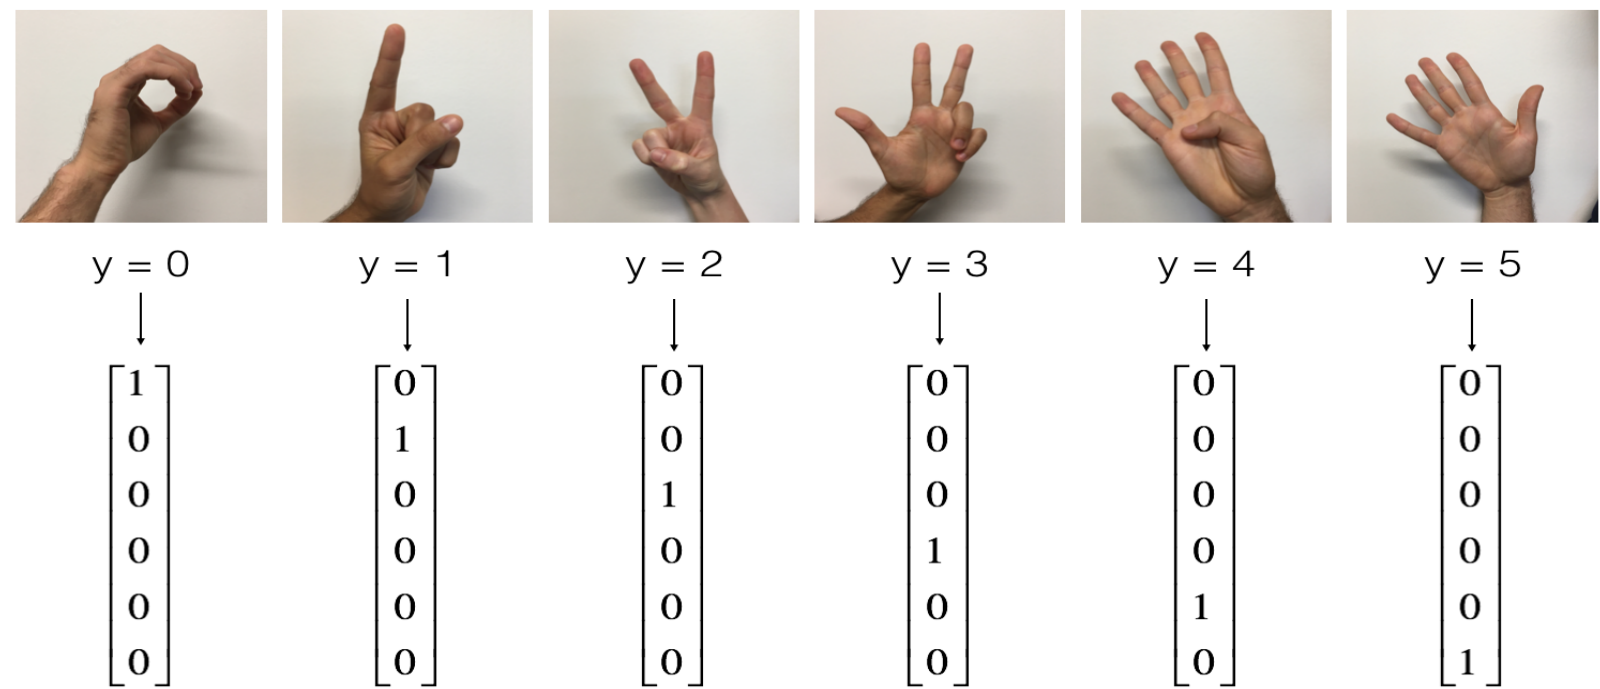 y = 0 y = 1 y = 2 y = 3 y = 4 y = 5
1 0 0 0 0 0
0 1 0 0 0 0
0 0 1 0 0 0
0 0 0 1 0 0
0 0 0 0 1 0
0 0 0 0 0 1